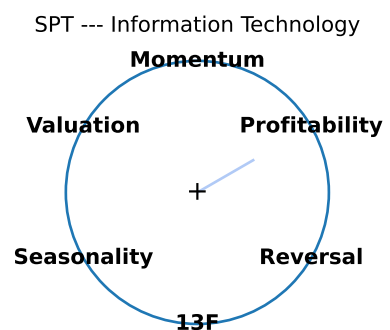 SPT --- Information Technology
Momentum
Valuation
Profitability
Seasonality
Reversal
13F